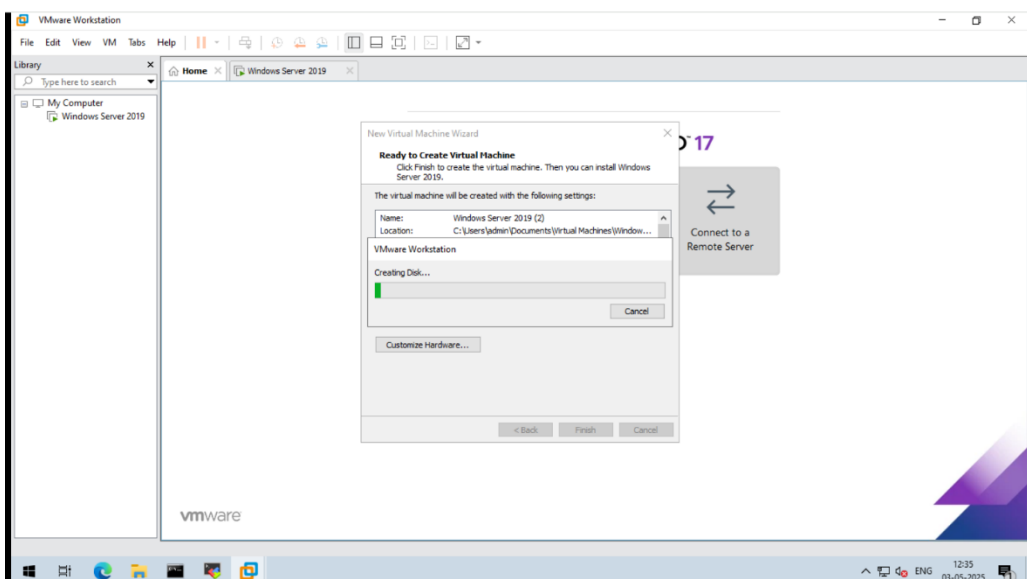 VMware Workstation
File Edit View VM Tabs Help
Library
Type here to search
Home
Windows Server 2019
My Computer
Windows Server 2019
17
New Virtual Machine Wizard
Ready to Create Virtual Machine
Click Finish to create the virtual machine. Then you can install Windows
Server 2019.
The virtual machine will be created with the following settings:
Name: Windows Server 2019 (2)
Location: C:\Users\admin\Documents\Virtual Machines\Window...
VMware Workstation
Creating Disk...
Cancel
Customize Hardware...
< Back Finish Cancel
Connect to a
Remote Server
vmware
ENG
12:35
03-05-2025